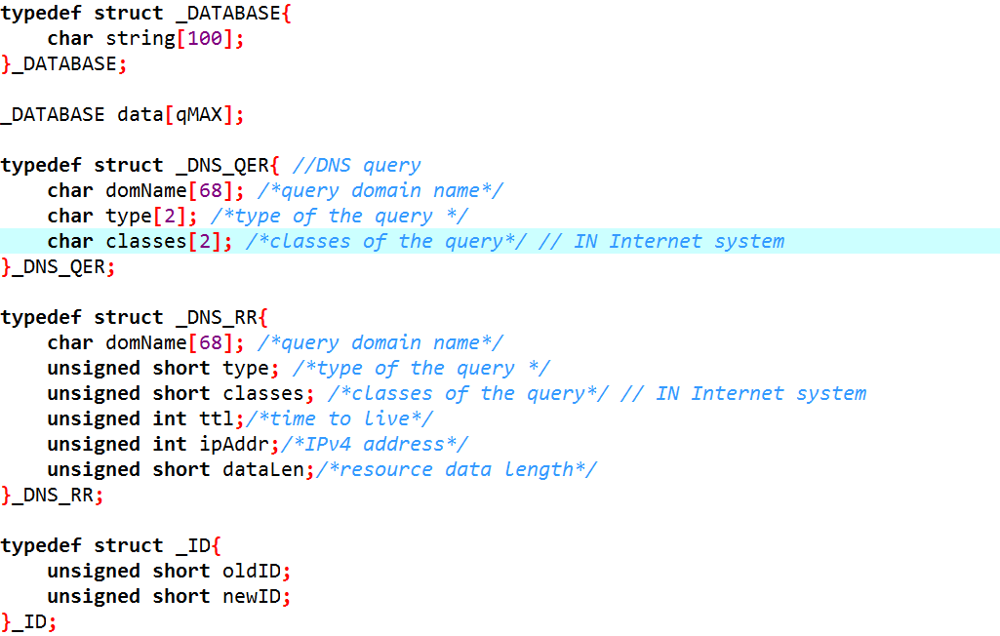 typedef struct _DATABASE{
    char string[100];
}_DATABASE;

_DATABASE data[qMAX];

typedef struct _DNS_QER{ //DNS query
    char domName[68]; /*query domain name*/
    char type[2]; /*type of the query */
    char classes[2]; /*classes of the query*/ // IN Internet system
}_DNS_QER;

typedef struct _DNS_RR{
    char domName[68]; /*query domain name*/
    unsigned short type; /*type of the query */
    unsigned short classes; /*classes of the query*/ // IN Internet system
    unsigned int ttl;/*time to live*/
    unsigned int ipAddr;/*IPv4 address*/
    unsigned short dataLen;/*resource data length*/
}_DNS_RR;

typedef struct _ID{
    unsigned short oldID;
    unsigned short newID;
}_ID;